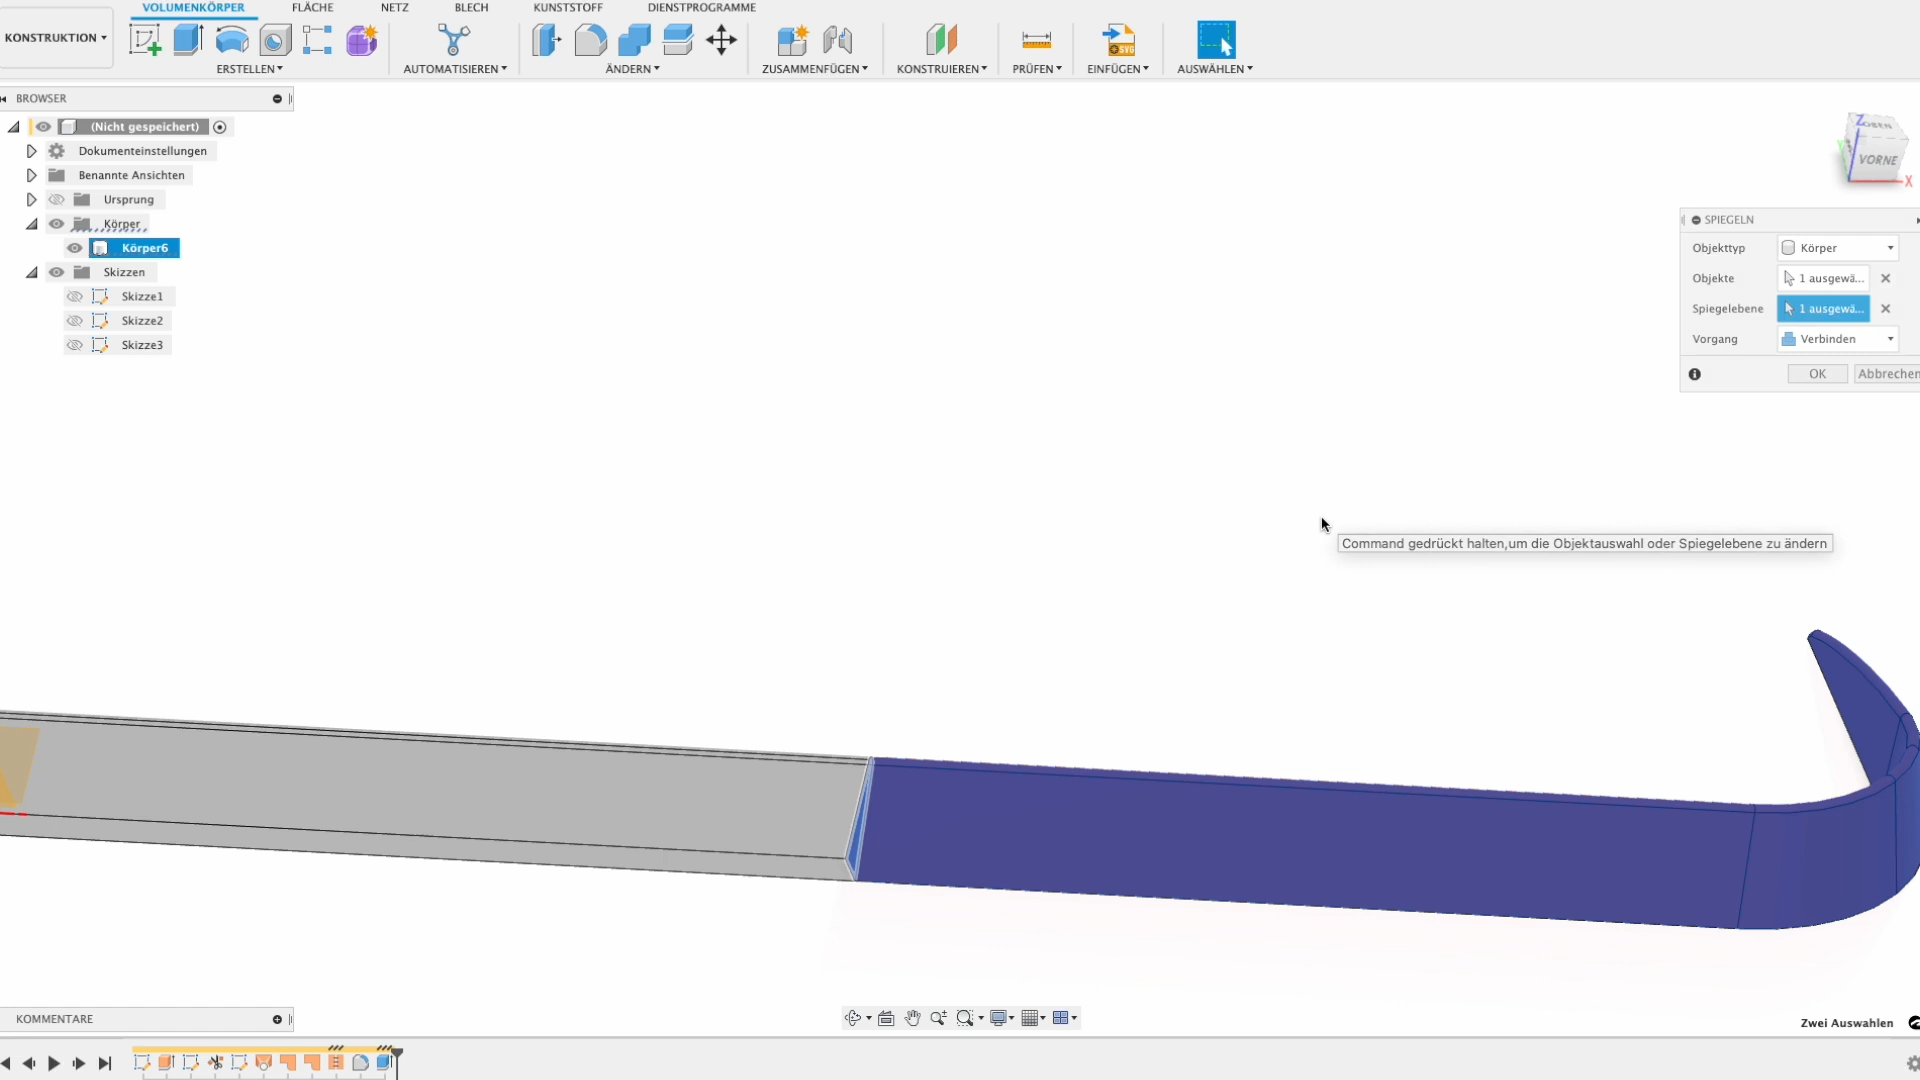 VOLUMENKÖRPER FLÄCHE NETZ BLECH KUNSTSTOFF DIENSTPROGRAMME
KONSTRUKTION
ERSTELLEN AUTOMATISIEREN ÄNDERN ZUSAMMENFÜGEN KONSTRUIEREN PRÜFEN EINFÜGEN AUSWÄHLEN
SVG
BROWSER
(Nicht gespeichert)
Dokumenteinstellungen
Benannte Ansichten
Ursprung
Körper
Körper6
Skizzen
Skizze1
Skizze2
Skizze3
Z OBEN
Y
VORNE
X
SPIEGELN
Objekttyp Körper
Objekte 1 ausgewä...
Spiegelebene 1 ausgewä...
Vorgang Verbinden
OK Abbrechen
Command gedrückt halten,um die Objektauswahl oder Spiegelebene zu ändern
KOMMENTARE
Zwei Auswahlen